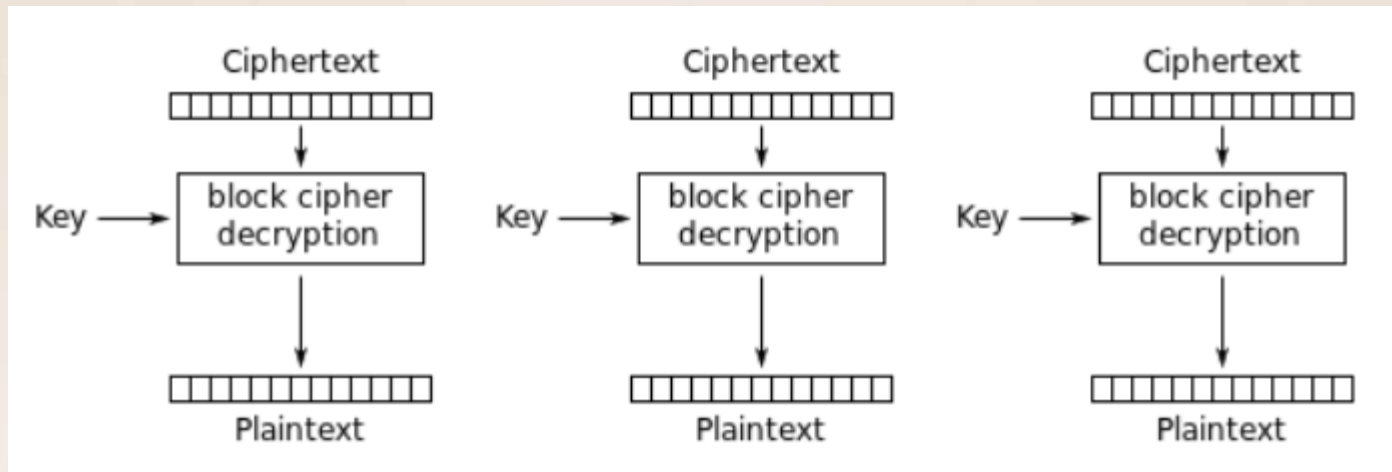 Ciphertext
Ciphertext
Ciphertext
Key
block cipher
decryption
Key
block cipher
decryption
Key
block cipher
decryption
Plaintext
Plaintext
Plaintext